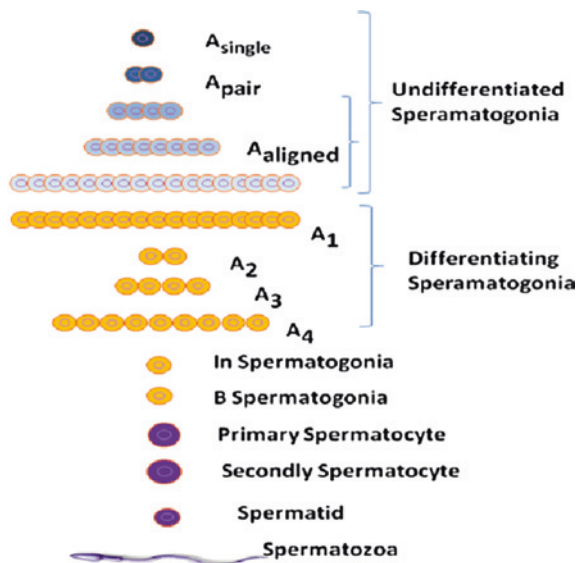 Asingle
Apair
Undifferentiated
Speramatogonia
Aaligned
A1
A2
Differentiating
Speramatogonia
A3
A4
In Spermatogonia
B Spermatogonia
Primary Spermatocyte
Secondly Spermatocyte
Spermatid
Spermatozoa